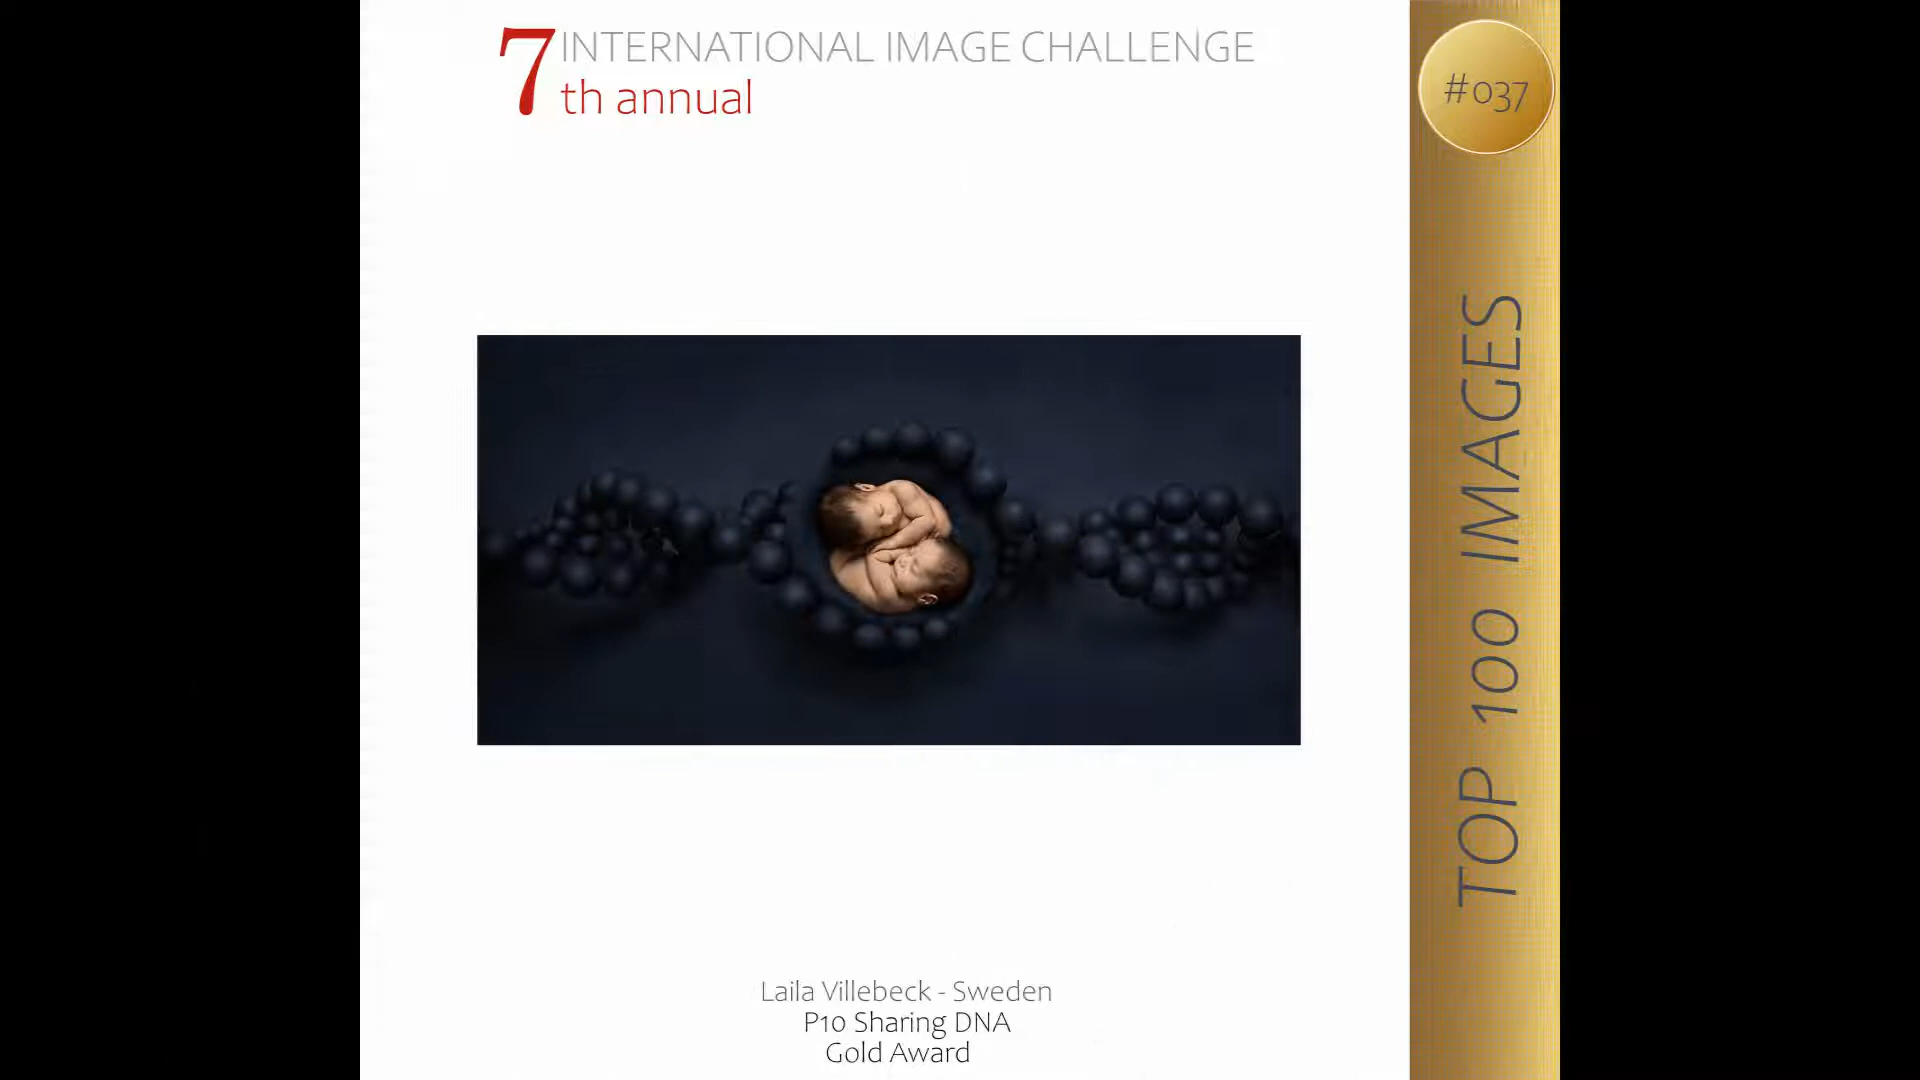 7 INTERNATIONAL IMAGE CHALLENGE
th annual
#037
TOP 100 IMAGES
Laila Villebeck - Sweden
P10 Sharing DNA
Gold Award